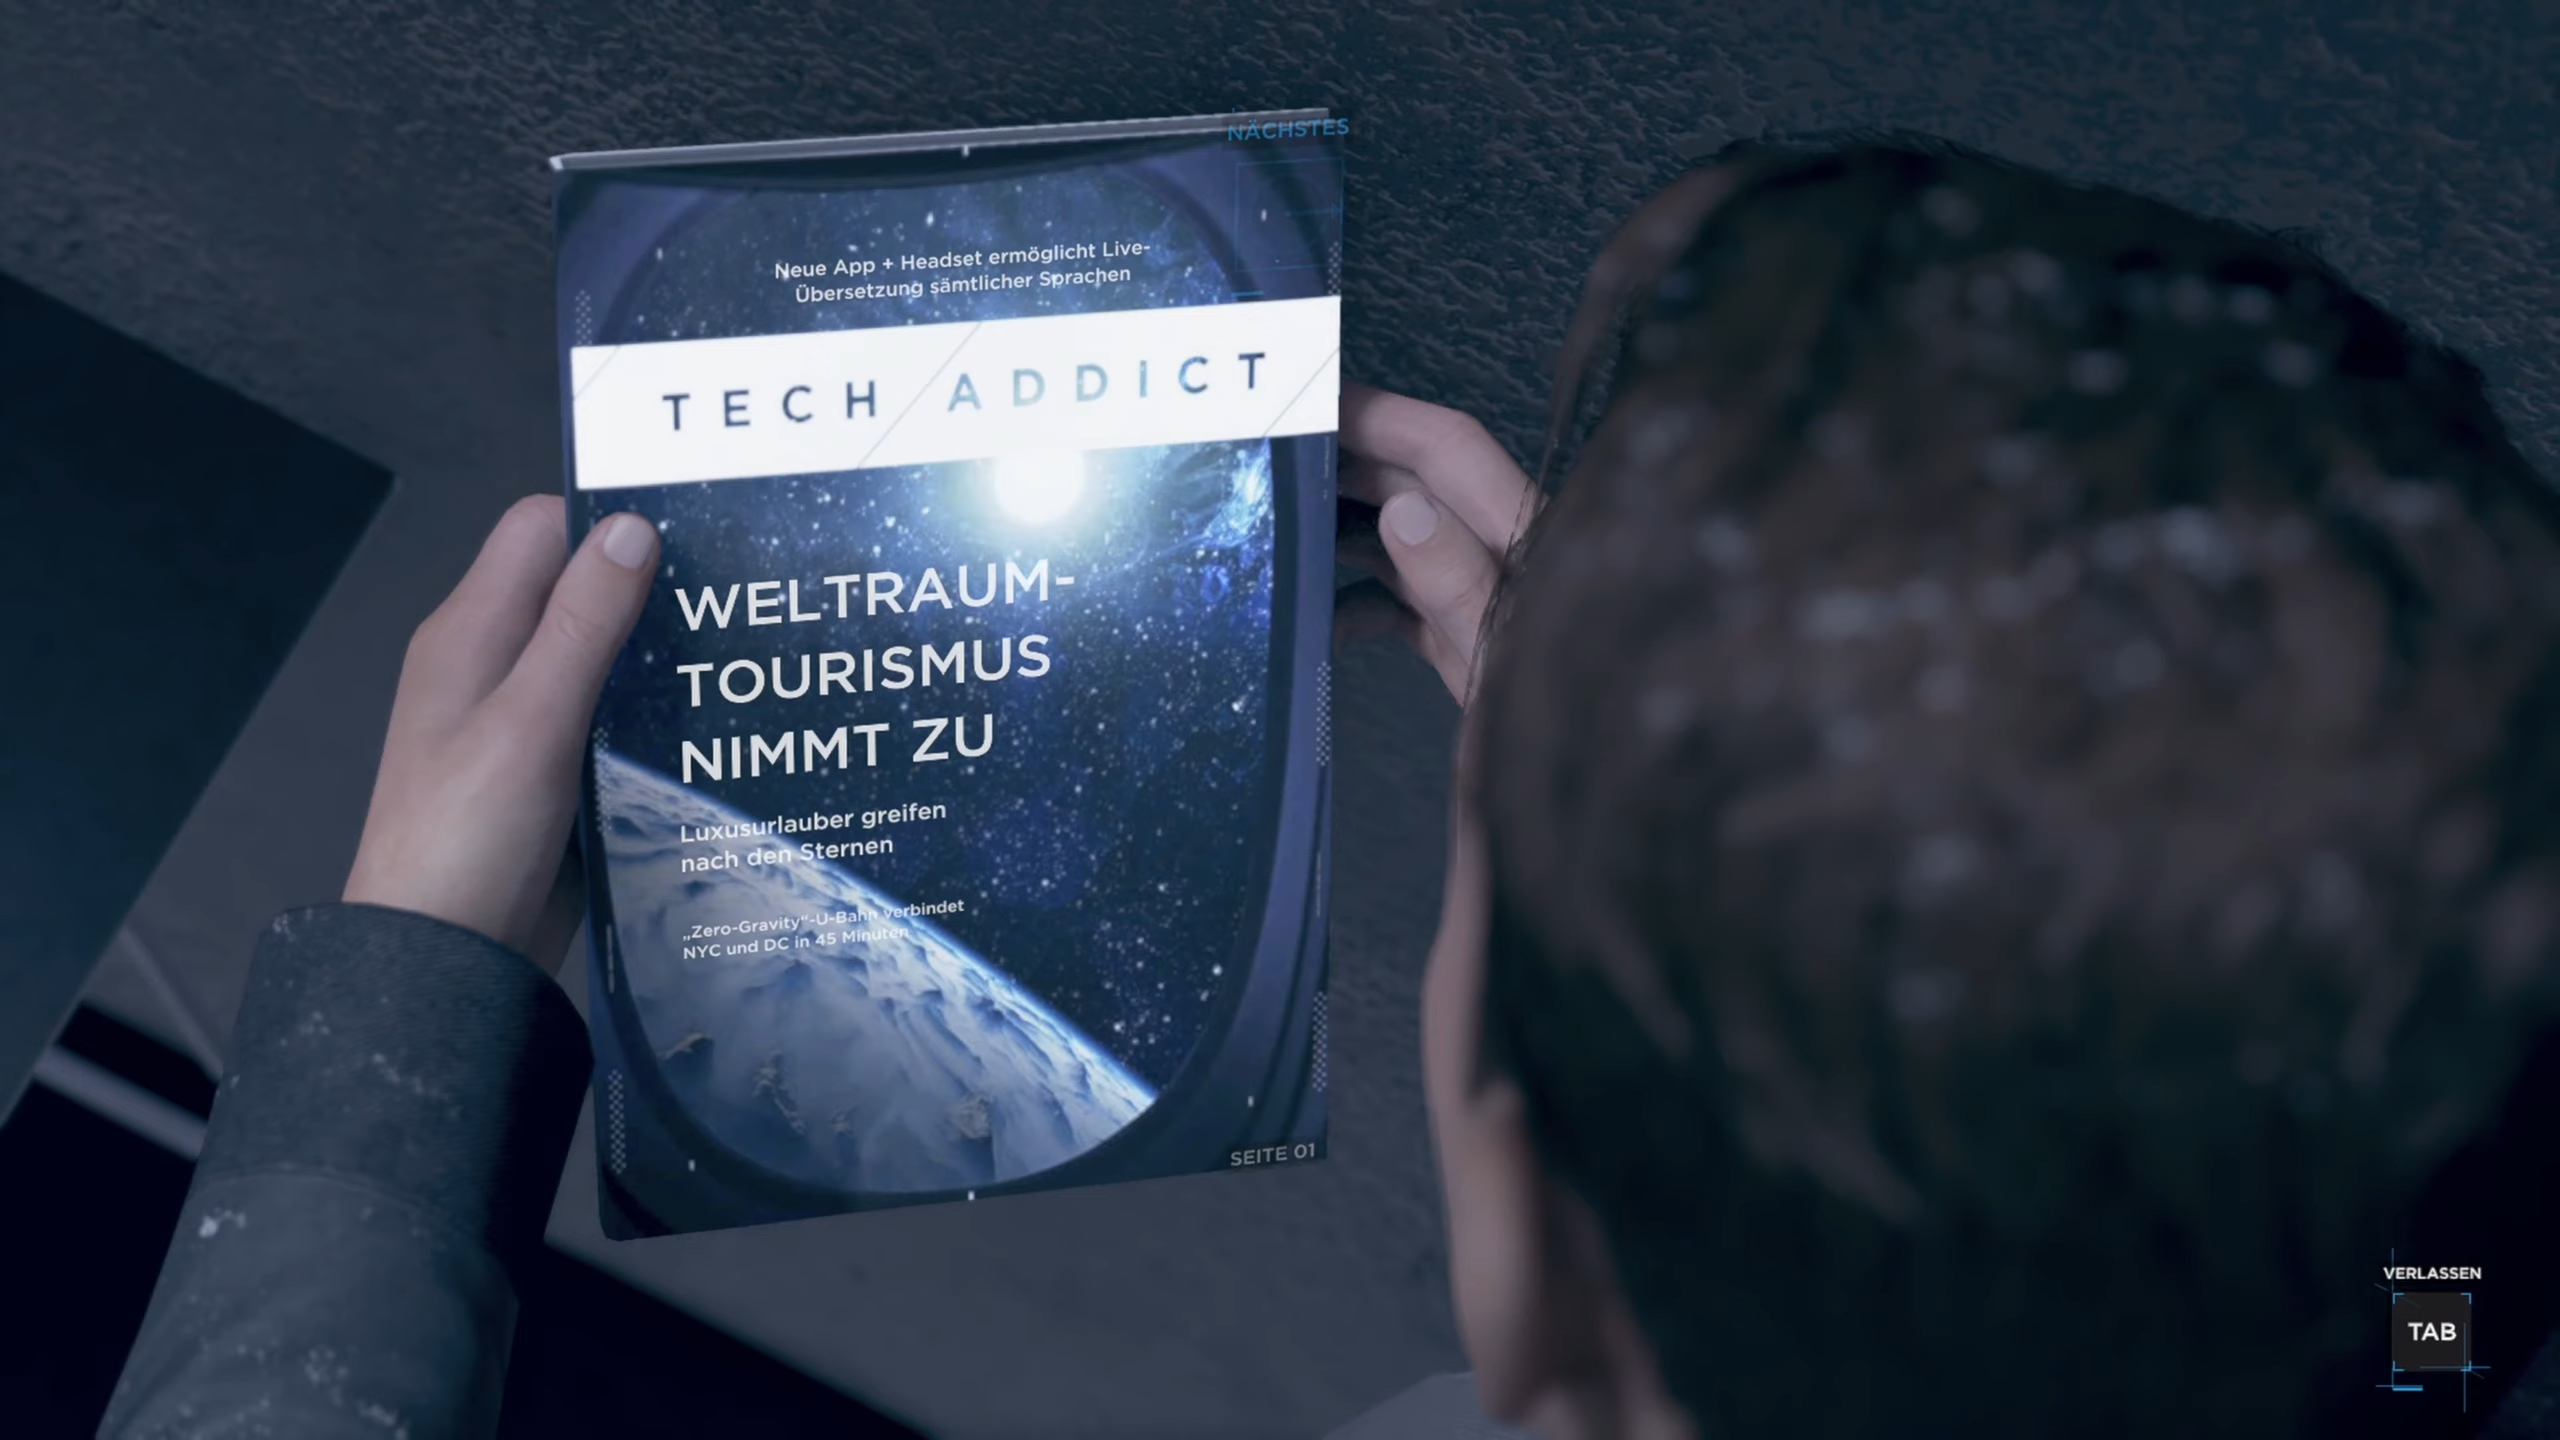 NÄCHSTES
Neue App + Headset ermöglicht Live-
Übersetzung sämtlicher Sprachen
TECH ADDICT
WELTRAUM-
TOURISMUS
NIMMT ZU
Luxusurlauber greifen
nach den Sternen
„Zero-Gravity“-U-Bahn verbindet
NYC und DC in 45 Minuten
SEITE 01
VERLASSEN
TAB